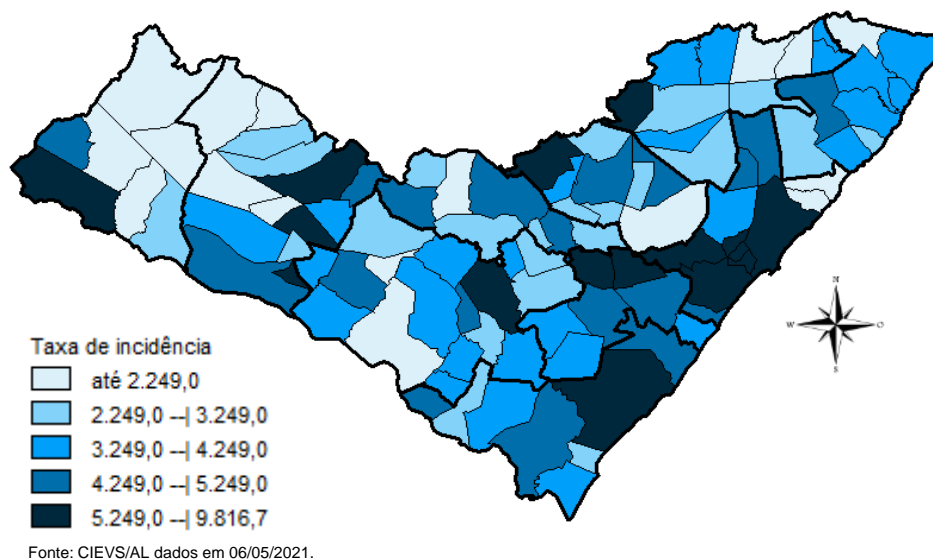 N
W
O
S
Taxa de incidência
até 2.249,0
2.249,0 --| 3.249,0
3.249,0 --| 4.249,0
4.249,0 --| 5.249,0
5.249,0 --| 9.816,7
Fonte: CIEVS/AL dados em 06/05/2021.